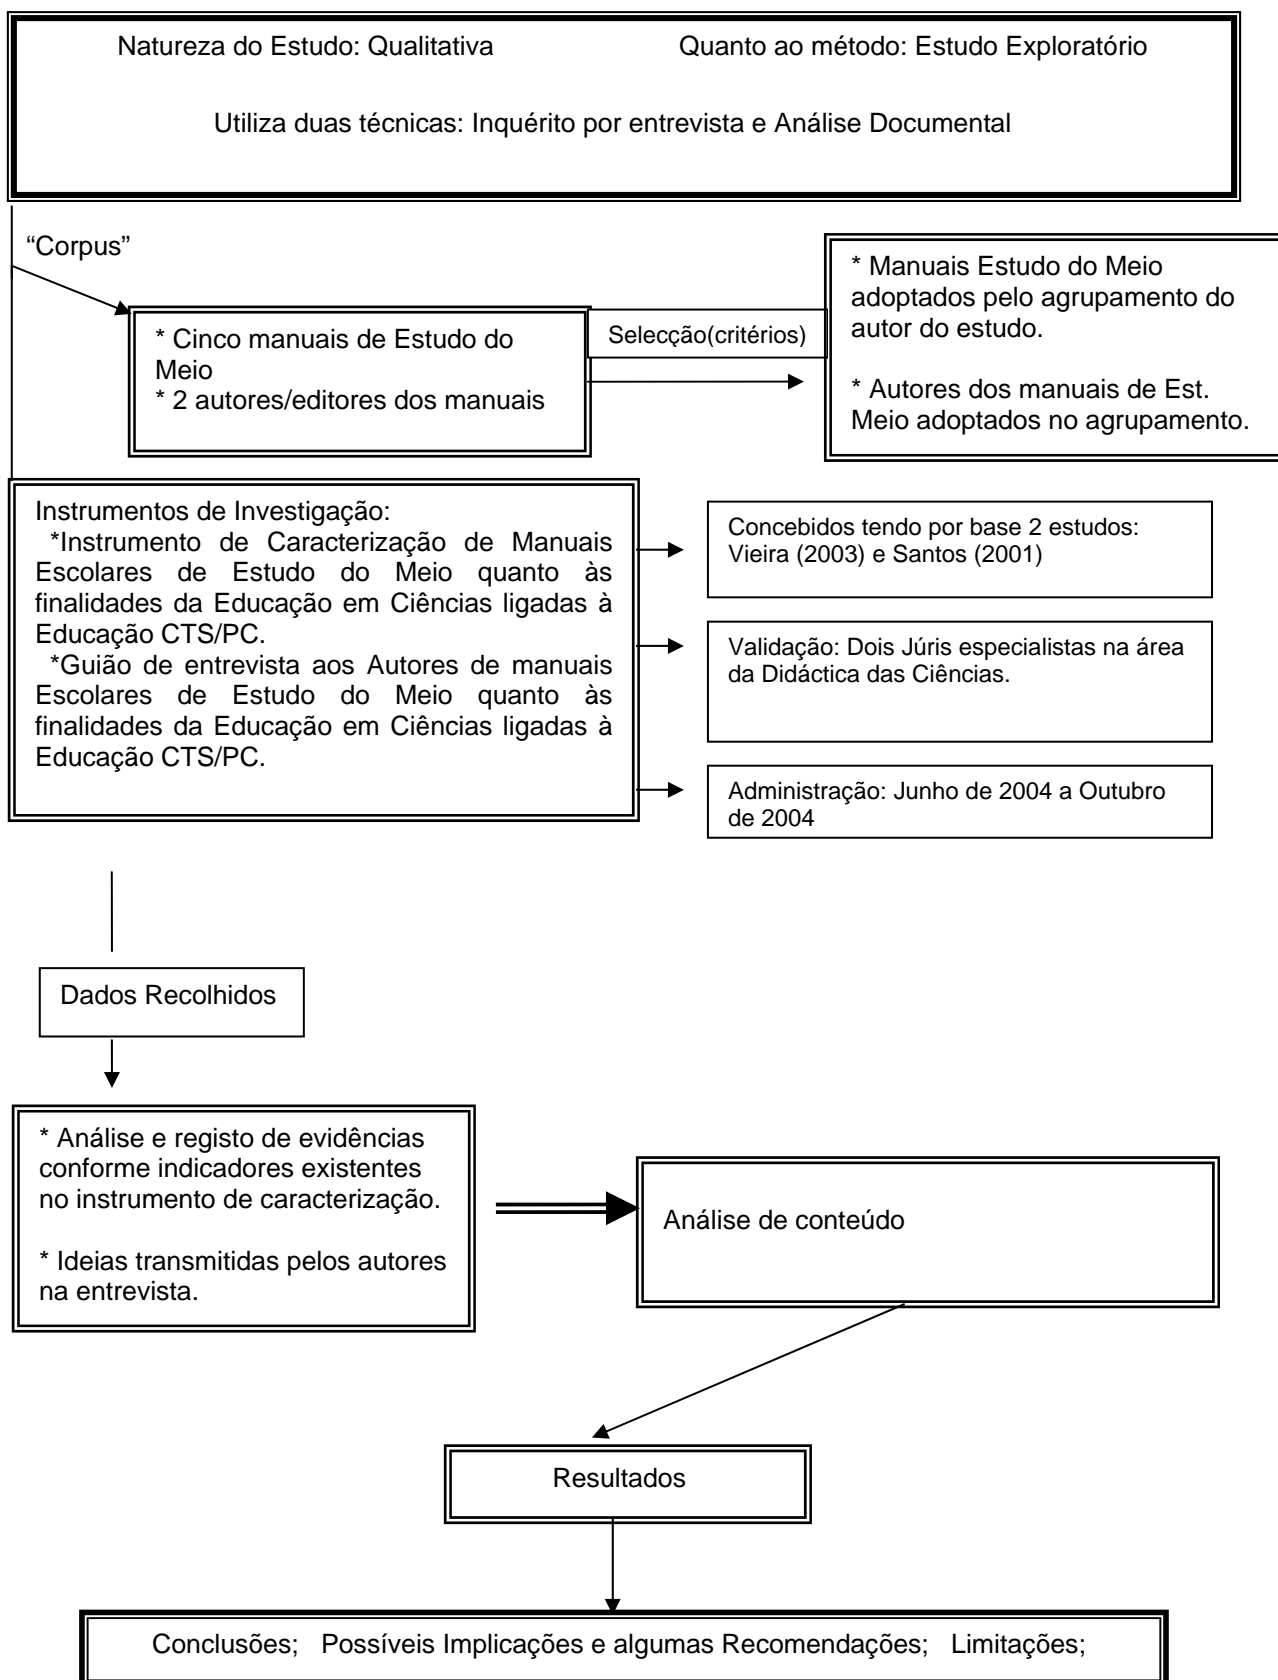 Natureza do Estudo: Qualitativa Quanto ao método: Estudo Exploratório
Utiliza duas técnicas: Inquérito por entrevista e Análise Documental
“Corpus”
* Cinco manuais de Estudo do
Meio
* 2 autores/editores dos manuais
Selecção(critérios)
* Manuais Estudo do Meio
adoptados pelo agrupamento do
autor do estudo.
* Autores dos manuais de Est.
Meio adoptados no agrupamento.
Instrumentos de Investigação:
*Instrumento de Caracterização de Manuais
Escolares de Estudo do Meio quanto às
finalidades da Educação em Ciências ligadas à
Educação CTS/PC.
*Guião de entrevista aos Autores de manuais
Escolares de Estudo do Meio quanto às
finalidades da Educação em Ciências ligadas à
Educação CTS/PC.
Concebidos tendo por base 2 estudos:
Vieira (2003) e Santos (2001)
Validação: Dois Júris especialistas na área
da Didáctica das Ciências.
Administração: Junho de 2004 a Outubro
de 2004
Dados Recolhidos
* Análise e registo de evidências
conforme indicadores existentes
no instrumento de caracterização.
* Ideias transmitidas pelos autores
na entrevista.
Análise de conteúdo
Resultados
Conclusões; Possíveis Implicações e algumas Recomendações; Limitações;